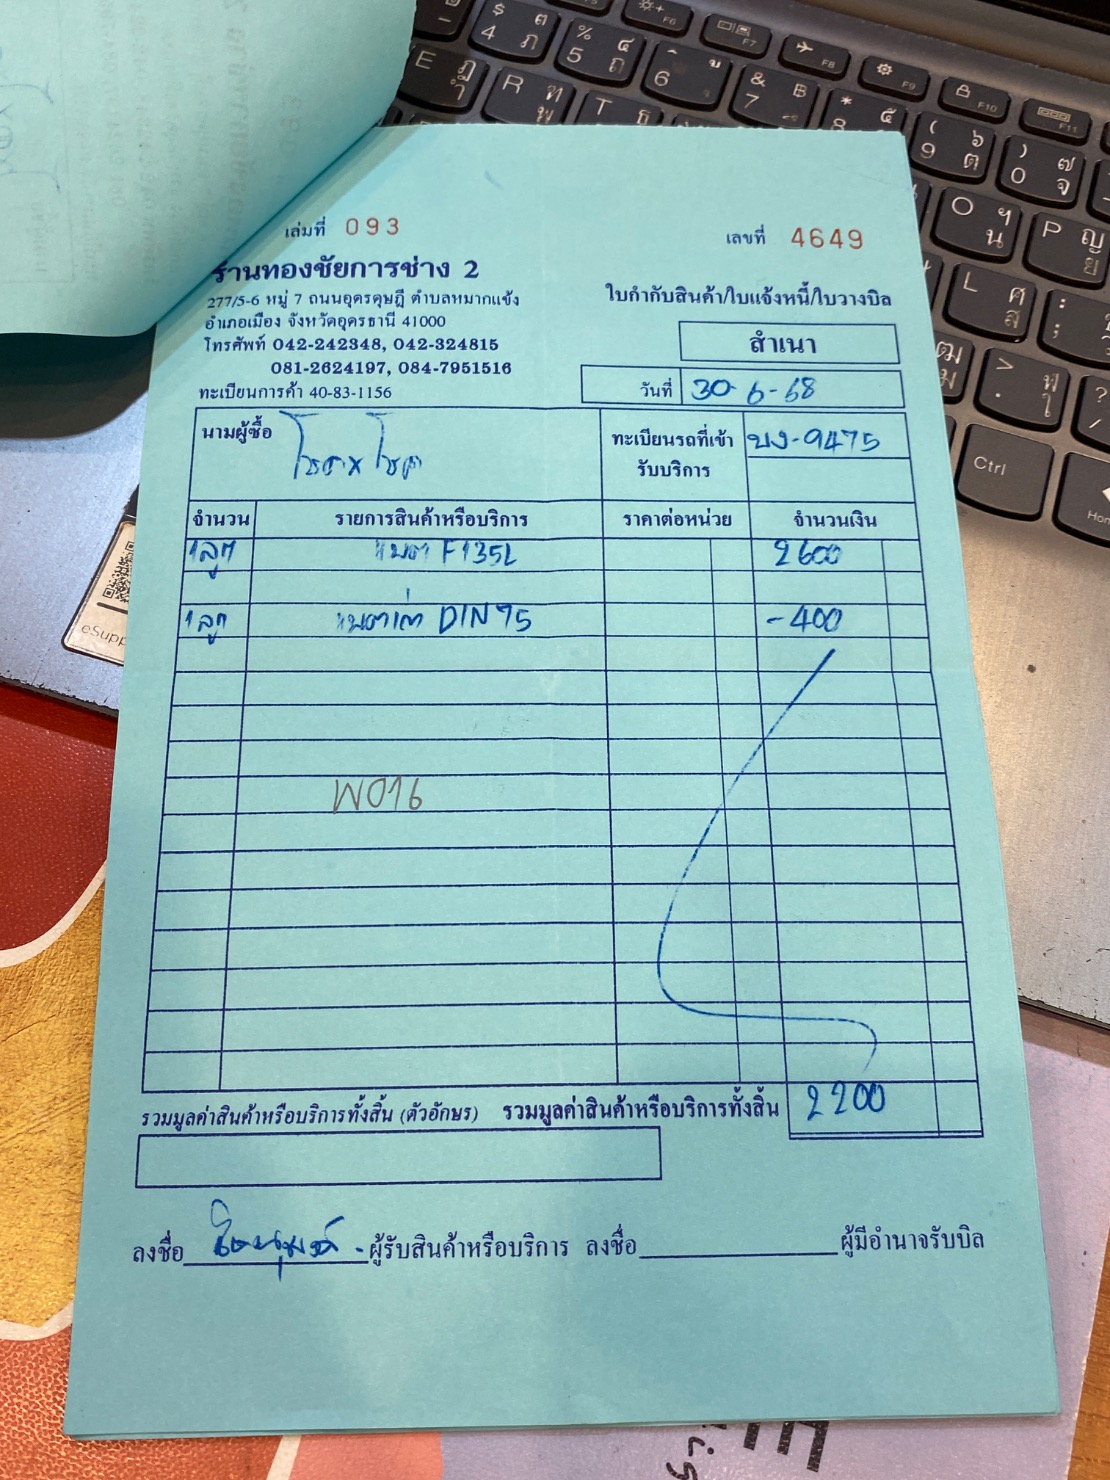 เล่มที่ 093
เลขที่ 4649
ร้านทองชัยการช่าง 2
277/5-6 หมู่ 7 ถนนอุดรดุษฎี ตำบลหมากแข้ง
อำเภอเมือง จังหวัดอุดรธานี 41000
โทรศัพท์ 042-242348, 042-324815
081-2624197, 084-7951516
ทะเบียนการค้า 40-83-1156
ใบกำกับสินค้า/ใบแจ้งหนี้/ใบวางบิล
สำเนา
วันที่ 30-6-68
นามผู้ซื้อ
ทะเบียนรถที่เข้า บง-9475
รับบริการ
จำนวน รายการสินค้าหรือบริการ ราคาต่อหน่วย จำนวนเงิน
1 ลูก แบต F135L 2600
1 ลูก แบตเก่า DIN 75 -400
W016
รวมมูลค่าสินค้าหรือบริการทั้งสิ้น (ตัวอักษร) รวมมูลค่าสินค้าหรือบริการทั้งสิ้น 2200
ลงชื่อ ผู้รับสินค้าหรือบริการ ลงชื่อ ผู้มีอำนาจรับบิล
Ctrl